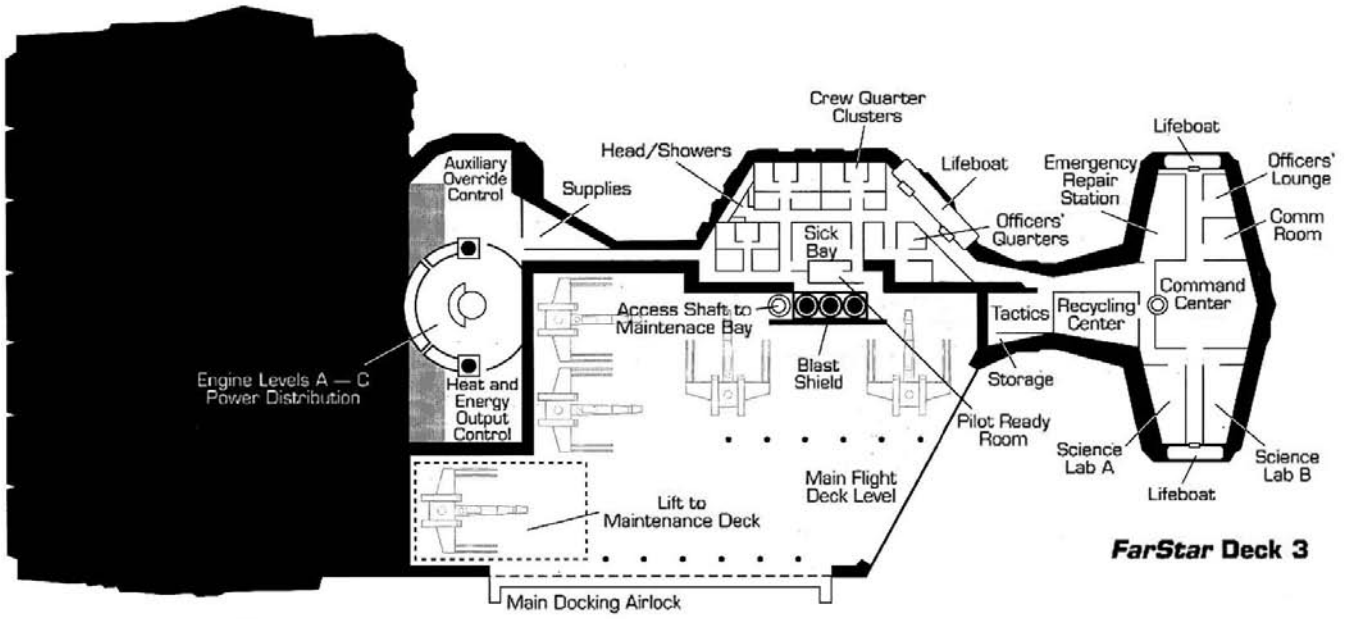 Crew Quarter
Clusters
Lifeboat
Head/Showers
Lifeboat
Emergency
Repair
Station
Officers'
Lounge
Auxiliary
Override
Control
Supplies
Officers'
Quarters
Comm
Room
Sick
Bay
Command
Center
Access Shaft to
Maintenace Bay
Tactics
Recycling
Center
Blast
Shield
Storage
Engine Levels A — C
Power Distribution
Heat and
Energy
Output
Control
Pilot Ready
Room
Science
Lab A
Science
Lab B
Main Flight
Deck Level
Lifeboat
Lift to
Maintenance Deck
FarStar Deck 3
Main Docking Airlock